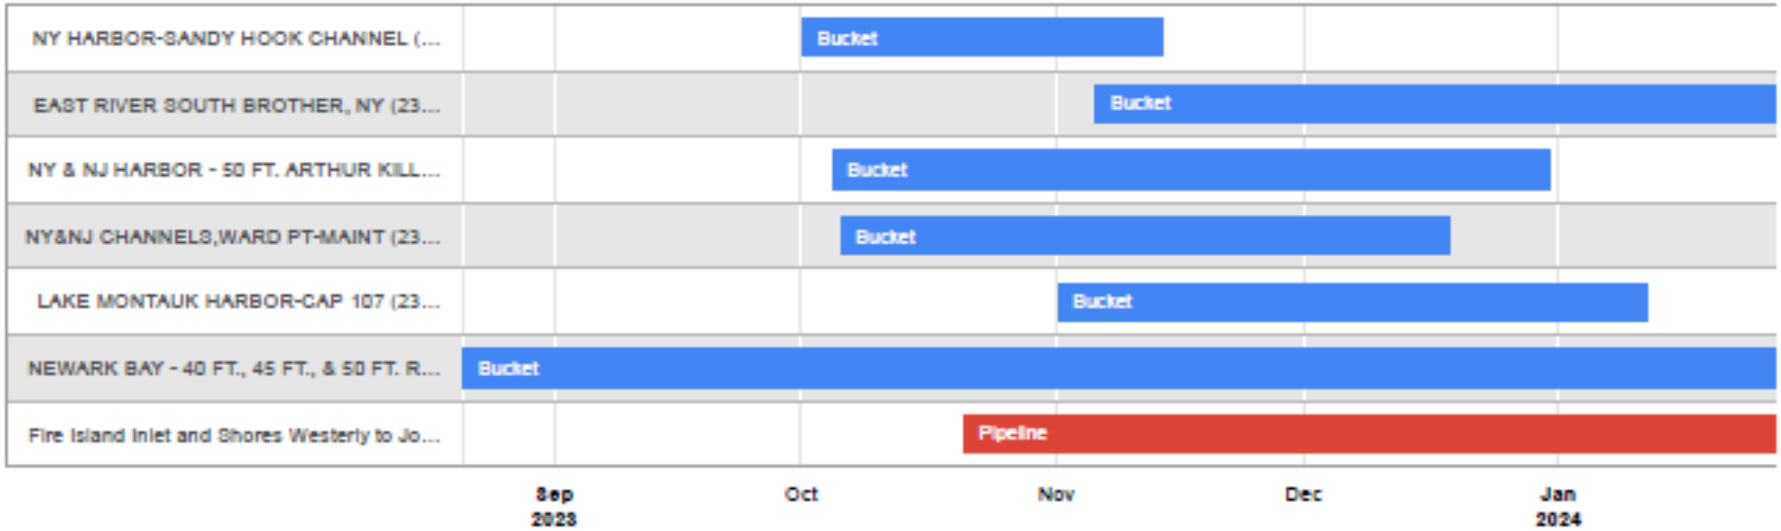 NY HARBOR-SANDY HOOK CHANNEL (...
Bucket
EAST RIVER SOUTH BROTHER, NY (23...
Bucket
NY & NJ HARBOR - 50 FT. ARTHUR KILL...
Bucket
NY&NJ CHANNELS,WARD PT-MAINT (23...
Bucket
LAKE MONTAUK HARBOR-CAP 107 (23...
Bucket
NEWARK BAY - 40 FT., 45 FT., & 50 FT. R...
Bucket
Fire Island Inlet and Shores Westerly to Jo...
Pipeline
Sep Oct Nov Dec Jan
2023 2024